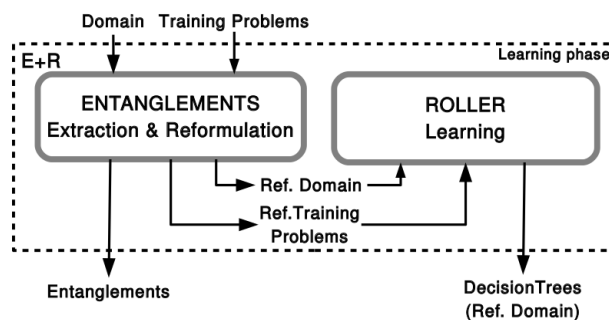 Domain Training Problems
E+R
Learning phase
ENTANGLEMENTS
Extraction & Reformulation
ROLLER
Learning
Ref. Domain
Ref.Training
Problems
Entanglements
DecisionTrees
(Ref. Domain)